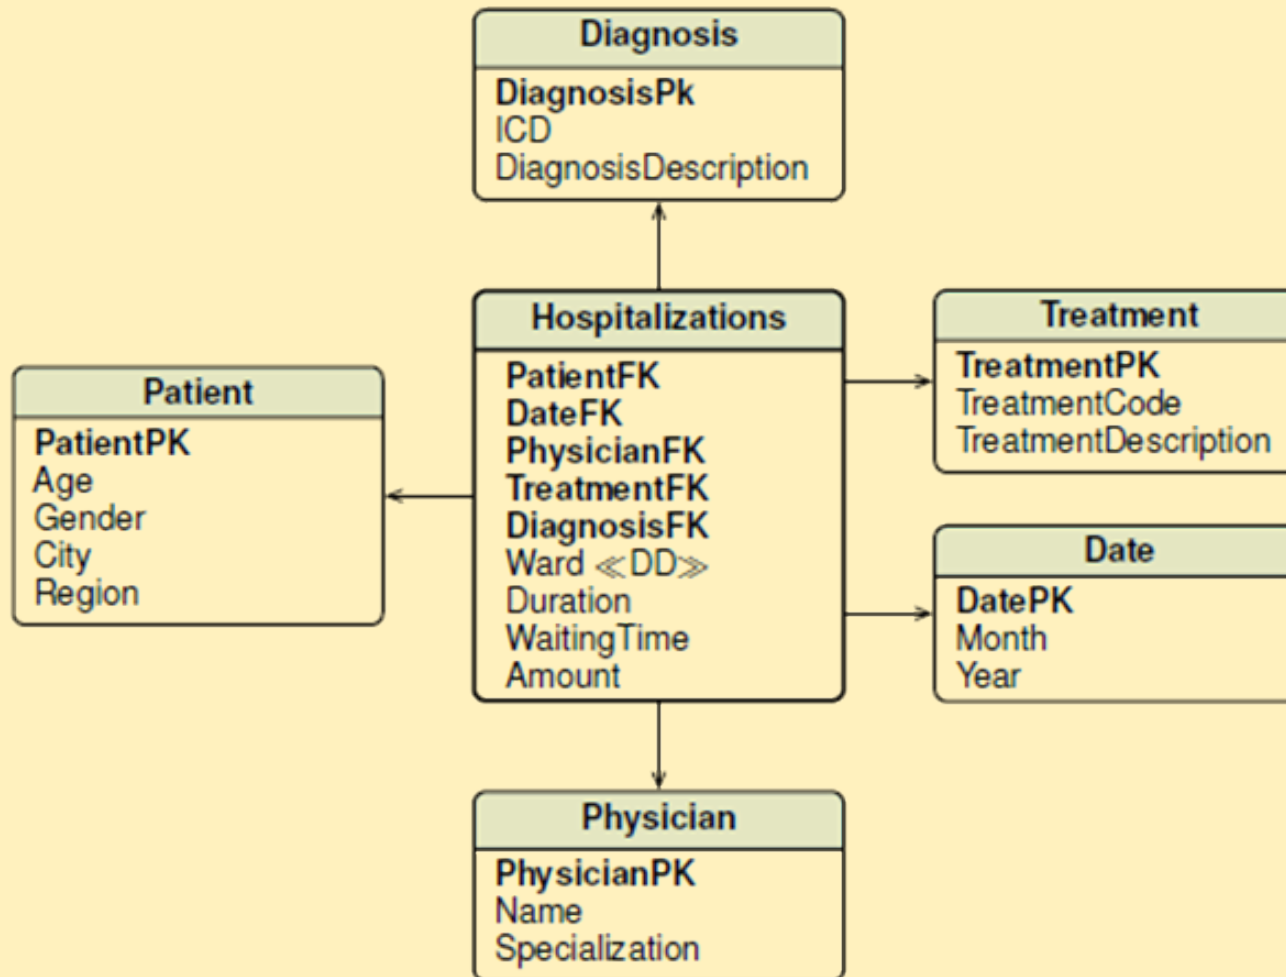 Diagnosis
DiagnosisPk
ICD
DiagnosisDescription
Hospitalizations
PatientFK
DateFK
PhysicianFK
TreatmentFK
DiagnosisFK
Ward ≪DD≫
Duration
WaitingTime
Amount
Treatment
TreatmentPK
TreatmentCode
TreatmentDescription
Patient
PatientPK
Age
Gender
City
Region
Date
DatePK
Month
Year
Physician
PhysicianPK
Name
Specialization